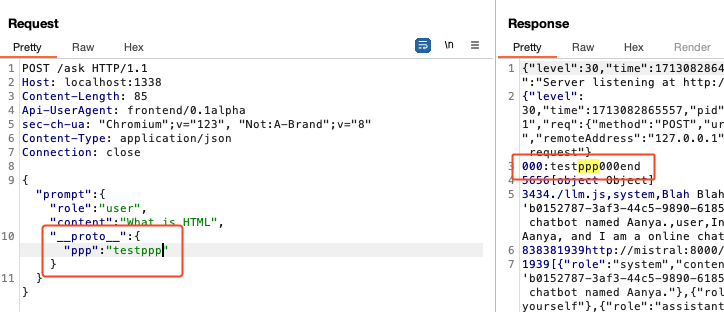 Request
Response
Pretty Raw Hex
Pretty Raw Hex Render
\n
1 POST /ask HTTP/1.1
2 Host: localhost:1338
3 Content-Length: 85
4 Api-UserAgent: frontend/0.1alpha
5 sec-ch-ua: "Chromium";v="123", "Not:A-Brand";v="8"
6 Content-Type: application/json
7 Connection: close
8
9 {
"prompt":{
"role":"user",
"content":"What is HTML",
10 "__proto__":{
"ppp":"testppp"
}
11 }
}
1 {"level":30,"time":1713082864
":"Server listening at http:/
2 {"level":
30,"time":1713082865557,"pid"
1","req":{"method":"POST","ur
","remoteAddress":"127.0.0.1"
request"}
3 000:testppp000end
4 5656[object Object]
5 3434./llm.js,system,Blah Blah
'b0152787-3af3-44c5-9890-6185
chatbot named Aanya.,user,In
Aanya, and I am a online chat
6 838381939http://mistral:8000/
7 1939[{"role":"system","conten
'b0152787-3af3-44c5-9890-6185
chatbot named Aanya."},{"rol
yourself"},{"role":"assistant